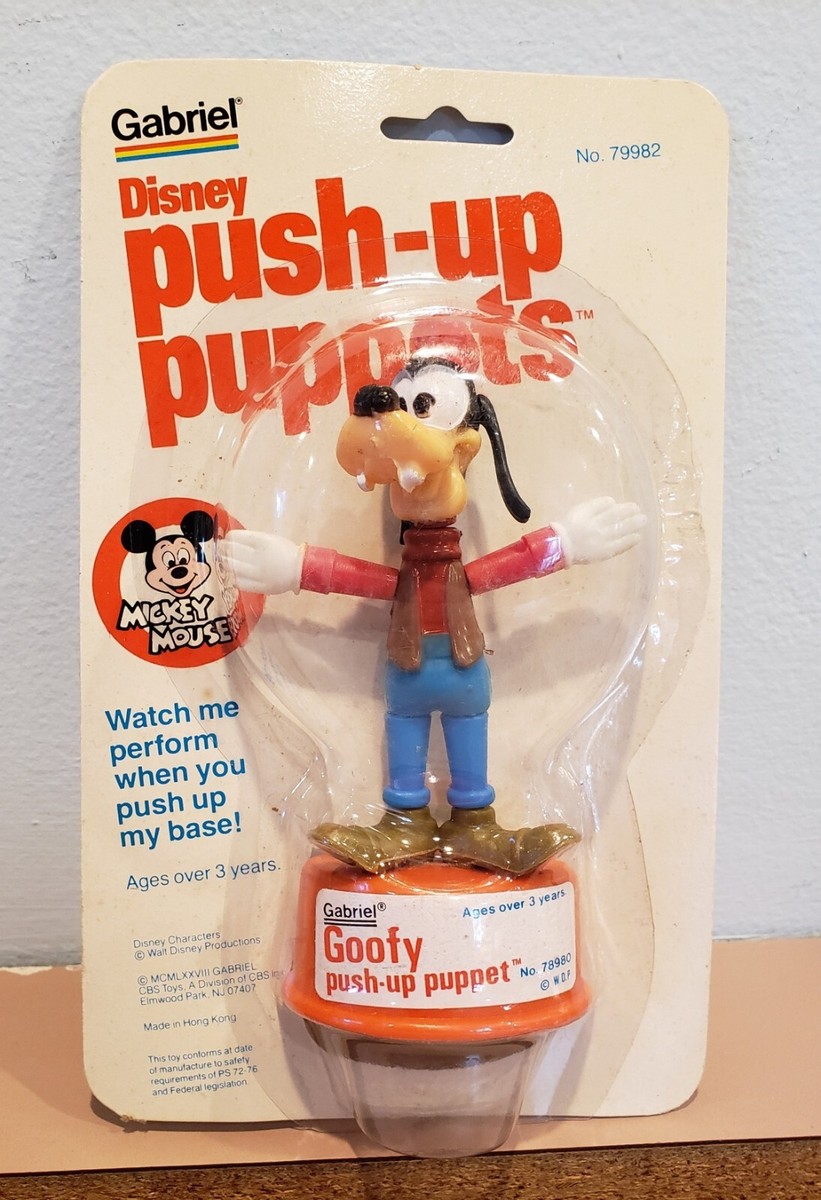 Gabriel®
No. 79982
Disney
push-up
puppets™
MICKEY
MOUSE
Watch me
perform
when you
push up
my base!
Ages over 3 years.
Disney Characters
© Walt Disney Productions
© MCMLXXVIII GABRIEL
CBS Toys, A Division of CBS
Elmwood Park, NJ 07407
Made in Hong Kong
This toy conforms at date
of manufacture to safety
requirements of PS 72-76
and Federal legislation.
Gabriel®
Ages over 3 years
Goofy
push-up puppet™
No. 78980
© W.D.P.